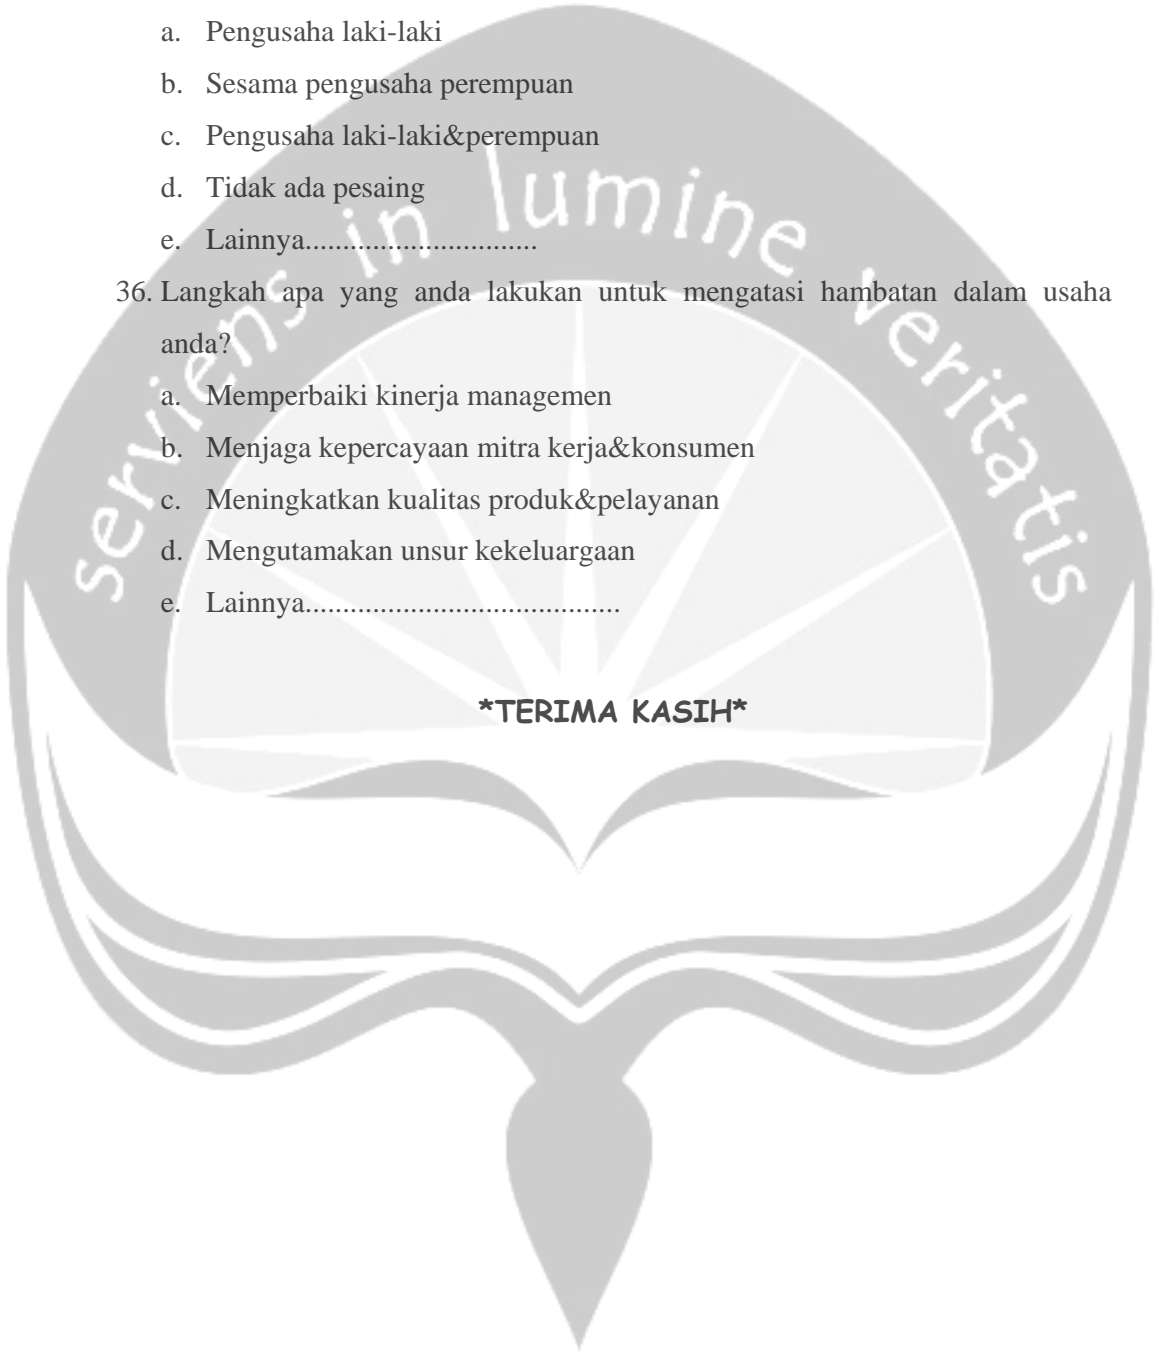 a. Pengusaha laki-laki
b. Sesama pengusaha perempuan
c. Pengusaha laki-laki&perempuan
d. Tidak ada pesaing
e. Lainnya...............................
36. Langkah apa yang anda lakukan untuk mengatasi hambatan dalam usaha
anda?
a. Memperbaiki kinerja managemen
b. Menjaga kepercayaan mitra kerja&konsumen
c. Meningkatkan kualitas produk&pelayanan
d. Mengutamakan unsur kekeluargaan
e. Lainnya..........................................
*TERIMA KASIH*
serviens in lumine veritatis